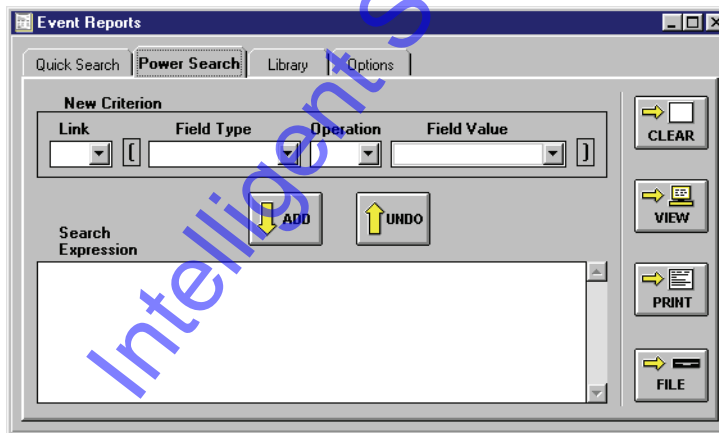 Event Reports
Quick Search Power Search Library Options
New Criterion
Link Field Type Operation Field Value
[ ]
ADD UNDO
Search
Expression
CLEAR
VIEW
PRINT
FILE
Intelligent S